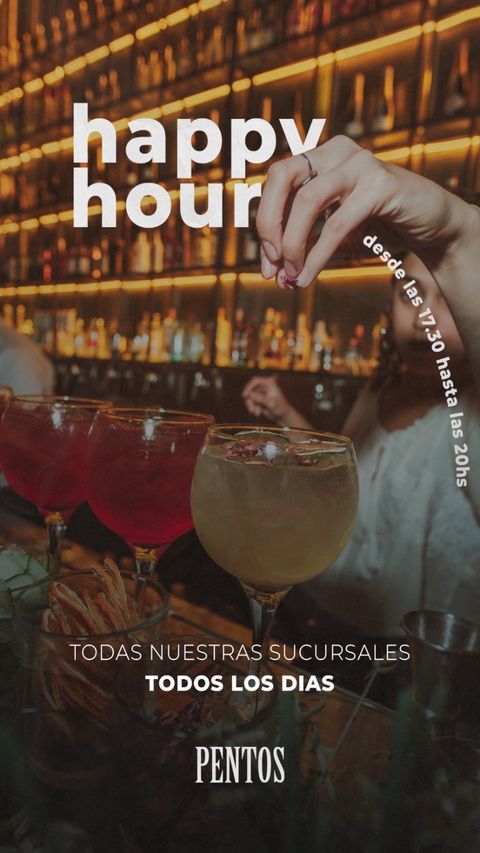 happy
hour
desde las 17.30 hasta las 20hs
TODAS NUESTRAS SUCURSALES
TODOS LOS DIAS
PENTOS